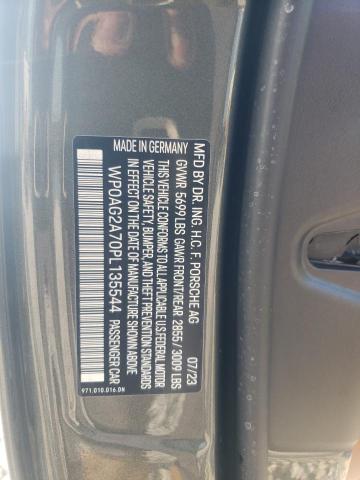 MFD BY DR. ING. H.C. F. PORSCHE AG 07/23
GVWR 5699 LBS GAWR FRONT/REAR 2855 / 3009 LBS
THIS VEHICLE CONFORMS TO ALL APPLICABLE U.S. FEDERAL MOTOR
VEHICLE SAFETY, BUMPER, AND THEFT PREVENTION STANDARDS
IN EFFECT ON THE DATE OF MANUFACTURE SHOWN ABOVE
WP0AG2A70PL135544 PASSENGER CAR
MADE IN GERMANY
971.010.016.DN